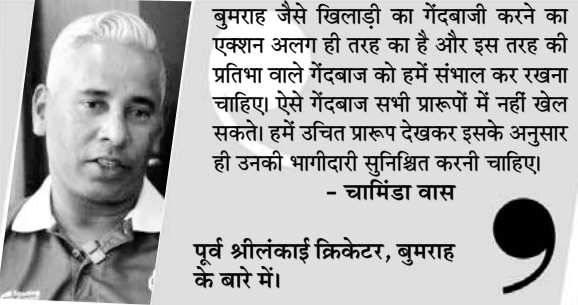 बुमराह जैसे खिलाड़ी का गेंदबाजी करने का
एक्शन अलग ही तरह का है और इस तरह की
प्रतिभा वाले गेंदबाज को हमें संभाल कर रखना
चाहिए। ऐसे गेंदबाज सभी प्रारूपों में नहीं खेल
सकते। हमें उचित प्रारूप देखकर इसके अनुसार
ही उनकी भागीदारी सुनिश्चित करनी चाहिए।
- चामिंडा वास
पूर्व श्रीलंकाई क्रिकेटर, बुमराह
के बारे में।